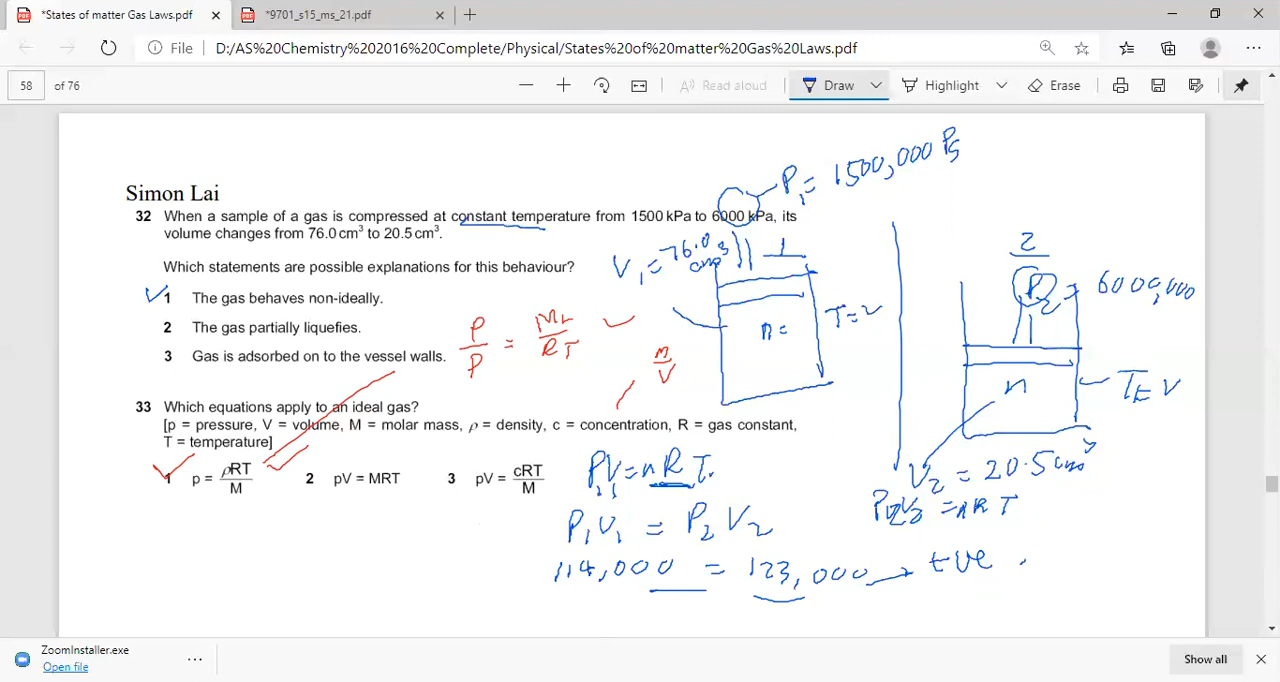 *States of matter Gas Laws.pdf
*9701_s15_ms_21.pdf
File
D:/AS%20Chemistry%202016%20Complete/Physical/States%20of%20matter%20Gas%20Laws.pdf
58 of 76
Read aloud
Draw
Highlight
Erase
P₁ = 1500,000 Pa
Simon Lai
32 When a sample of a gas is compressed at constant temperature from 1500 kPa to 6000 kPa, its
volume changes from 76.0 cm³ to 20.5 cm³.
V₁ = 76.0 cm³
1
2
Which statements are possible explanations for this behaviour?
P₂ = 6000,000
1 The gas behaves non-ideally.
2 The gas partially liquefies.
3 Gas is adsorbed on to the vessel walls.
n =
T =
P/P = Mr/RT
M/V
n
T
33 Which equations apply to an ideal gas?
[p = pressure, V = volume, M = molar mass, ρ = density, c = concentration, R = gas constant,
T = temperature]
1 p = ρRT/M
2 pV = MRT
3 pV = cRT/M
P₁V₁ = nRT
V₂ = 20.5 cm³
P₂V₂ = nRT
P₁V₁ = P₂V₂
114,000 = 123,000 → +ve
ZoomInstaller.exe
Open file
Show all